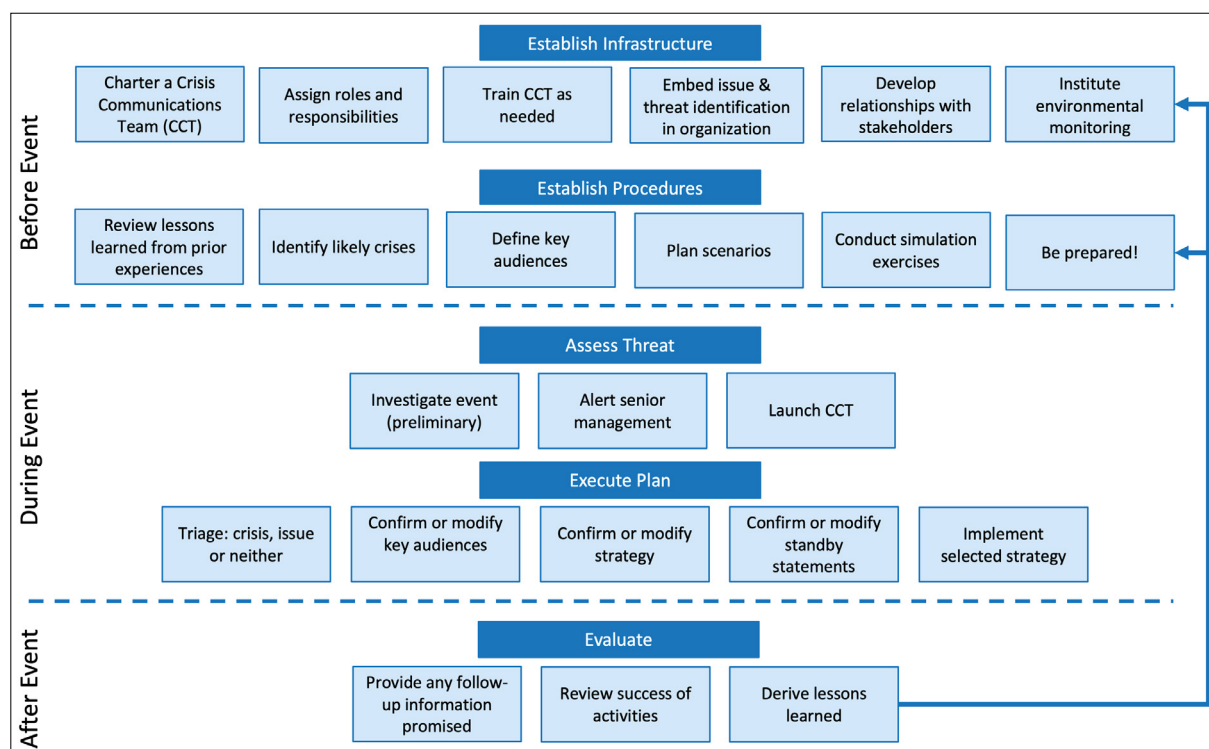 Before Event
Establish Infrastructure
Charter a Crisis
Communications
Team (CCT)
Assign roles and
responsibilities
Train CCT as
needed
Embed issue &
threat identification
in organization
Develop
relationships with
stakeholders
Institute
environmental
monitoring
Establish Procedures
Review lessons
learned from prior
experiences
Identify likely crises
Define key
audiences
Plan scenarios
Conduct simulation
exercises
Be prepared!
During Event
Assess Threat
Investigate event
(preliminary)
Alert senior
management
Launch CCT
Execute Plan
Triage: crisis, issue
or neither
Confirm or modify
key audiences
Confirm or modify
strategy
Confirm or modify
standby
statements
Implement
selected strategy
After Event
Evaluate
Provide any follow-
up information
promised
Review success of
activities
Derive lessons
learned